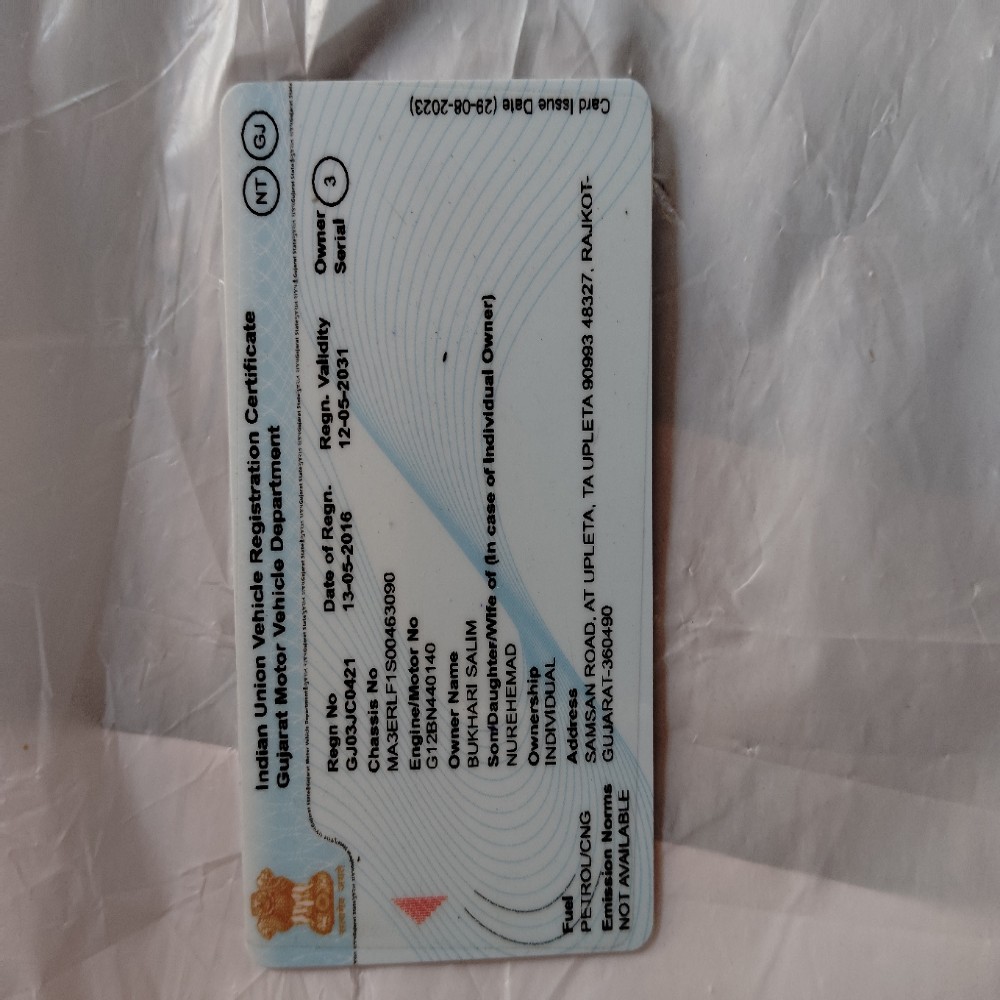 Indian Union Vehicle Registration Certificate
Gujarat Motor Vehicle Department
NT GJ
Regn No Date of Regn. Regn. Validity Owner Serial 3
GJ03JC0421 13-05-2016 12-05-2031
Chassis No
MA3ERLF1S00463090
Engine/Motor No
G12BN440140
Owner Name
BUKHARI SALIM
Son/Daughter/Wife of (In case of Individual Owner)
NUREHEMAD
Ownership
INDIVIDUAL
Address
SAMSAN ROAD, AT UPLETA, TA UPLETA 90993 48327, RAJKOT-
GUJARAT-360490
Fuel
PETROL/CNG
Emission Norms
NOT AVAILABLE
Card Issue Date (29-08-2023)